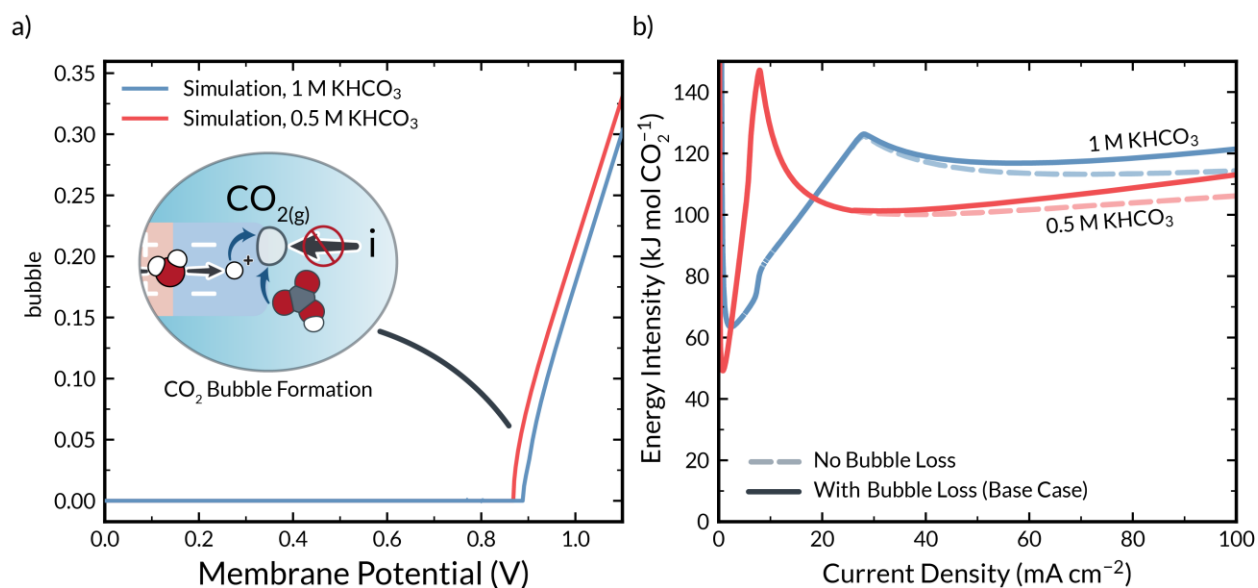 a)
0.35
0.30
0.25
0.20
0.15
0.10
0.05
0.00
bubble
Simulation, 1 M KHCO₃
Simulation, 0.5 M KHCO₃
CO₂(g)
+
i
CO₂ Bubble Formation
0.0 0.2 0.4 0.6 0.8 1.0
Membrane Potential (V)
b)
140
120
100
80
60
40
20
0
Energy Intensity (kJ mol CO₂⁻¹)
1 M KHCO₃
0.5 M KHCO₃
No Bubble Loss
With Bubble Loss (Base Case)
0 20 40 60 80 100
Current Density (mA cm⁻²)